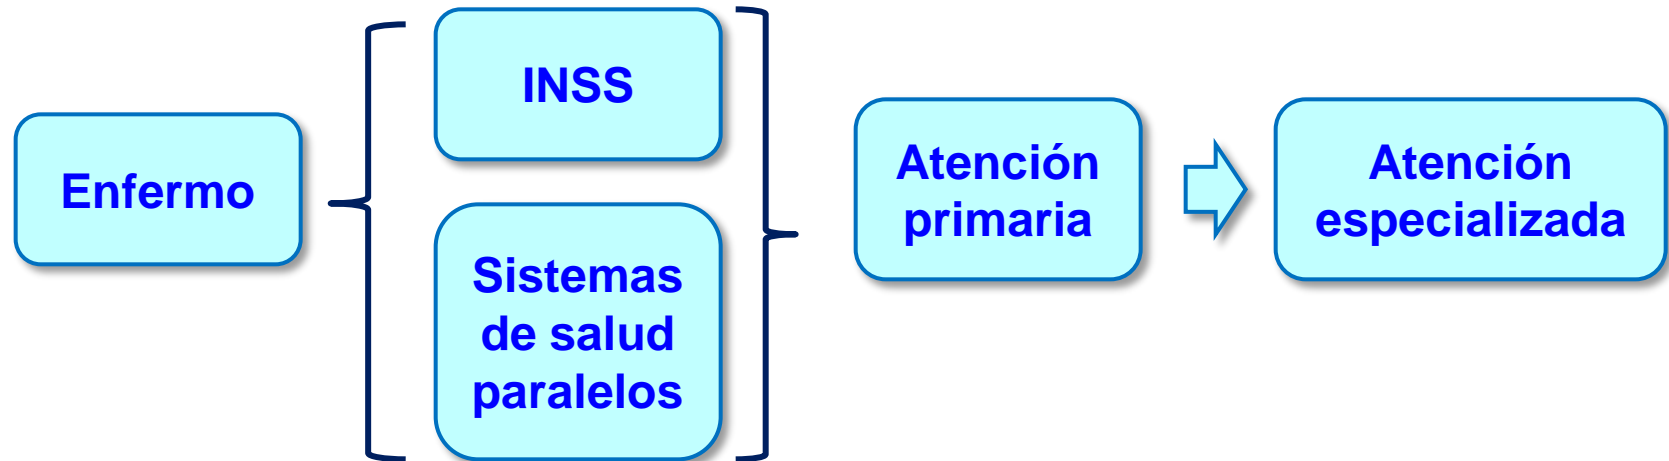 Enfermo
INSS
Sistemas
de salud
paralelos
Atención
primaria
Atención
especializada